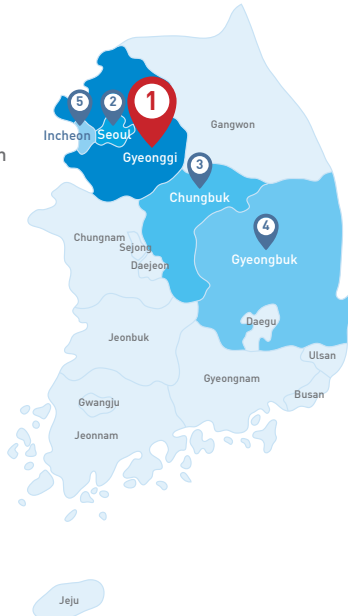 5
2
1
Gangwon
Incheon
Seoul
n
Gyeonggi
3
Chungbuk
4
Chungnam
Sejong
Gyeongbuk
Daejeon
Daegu
Jeonbuk
Ulsan
Gyeongnam
Busan
Gwangju
Jeonnam
Jeju